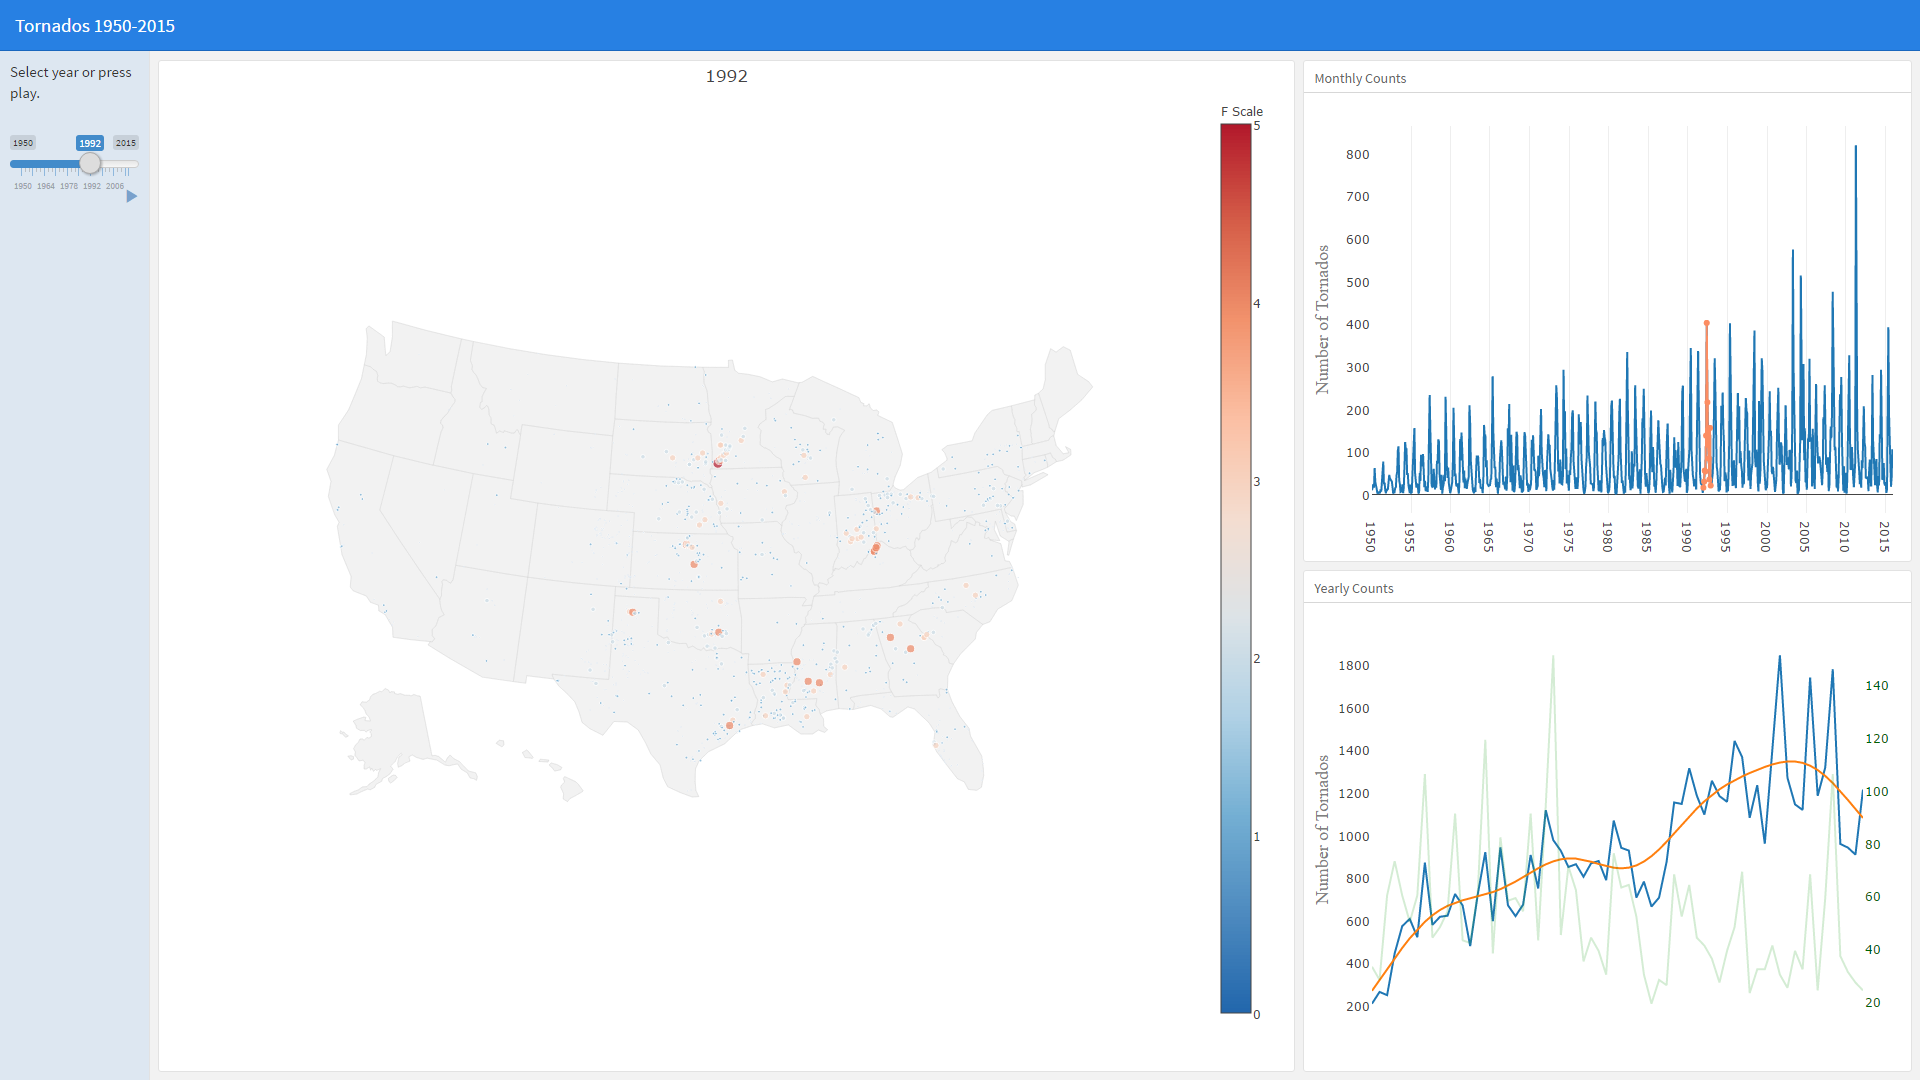 Tornados 1950-2015
Select year or press
play.
1950 1992 2015
1950 1964 1978 1992 2006
1992
F Scale
5
4
3
2
1
0
Monthly Counts
Number of Tornados
800
700
600
500
400
300
200
100
0
1950 1955 1960 1965 1970 1975 1980 1985 1990 1995 2000 2005 2010 2015
Yearly Counts
Number of Tornados
1800
1600
1400
1200
1000
800
600
400
200
140
120
100
80
60
40
20